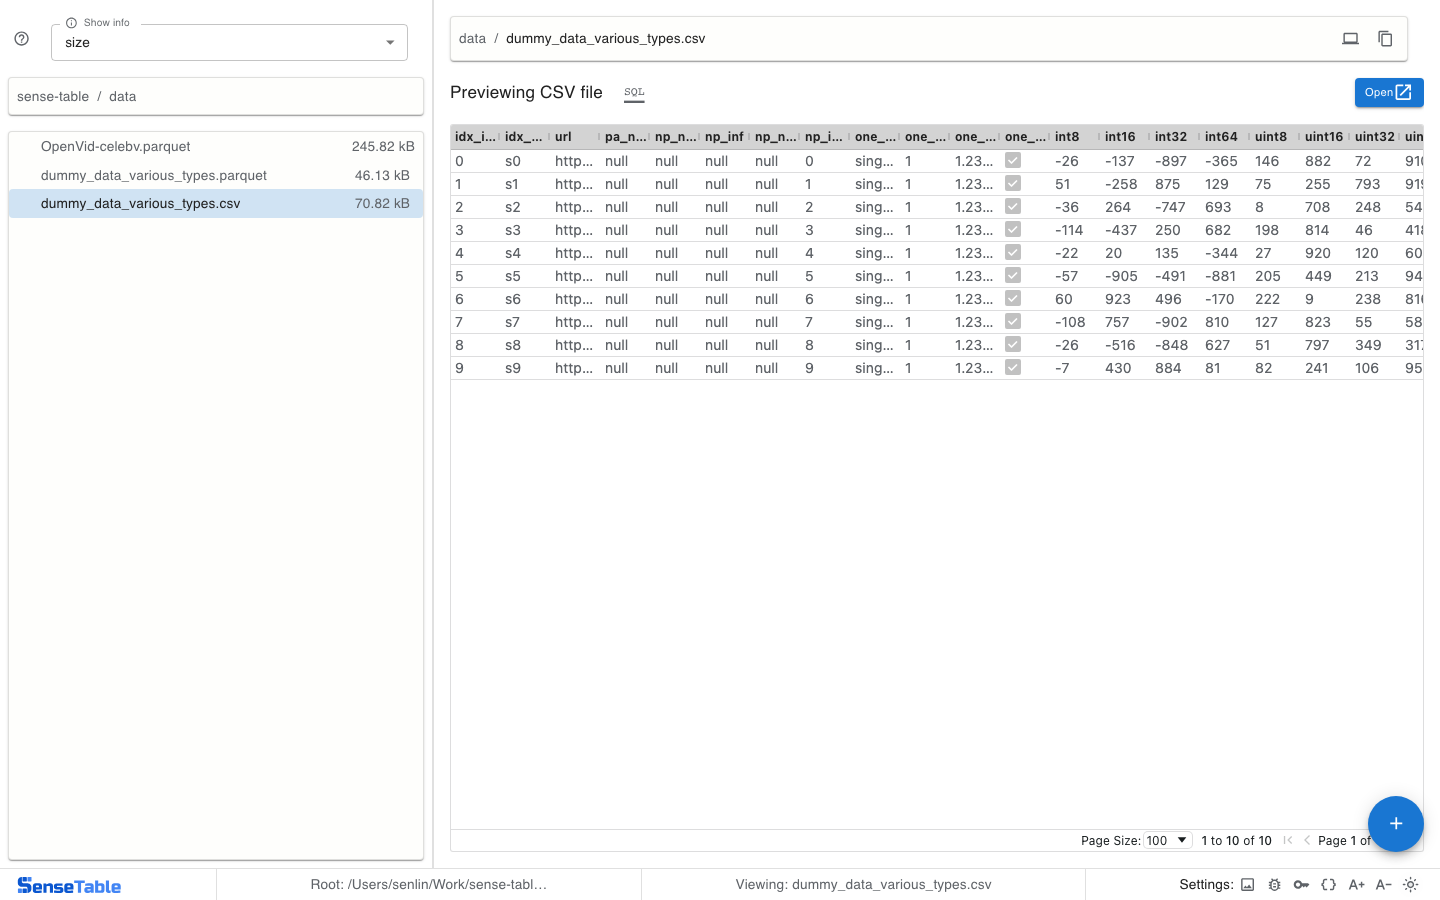 Show info
size
sense-table / data
OpenVid-celebv.parquet 245.82 kB
dummy_data_various_types.parquet 46.13 kB
dummy_data_various_types.csv 70.82 kB
data / dummy_data_various_types.csv
Previewing CSV file SQL
Open
idx_i... idx_... url pa_n... np_n... np_inf np_n... np_i... one_... one_... one_... one_... int8 int16 int32 int64 uint8 uint16 uint32 uin
0 s0 http... null null null null 0 sing... 1 1.23... -26 -137 -897 -365 146 882 72 910
1 s1 http... null null null null 1 sing... 1 1.23... 51 -258 875 129 75 255 793 919
2 s2 http... null null null null 2 sing... 1 1.23... -36 264 -747 693 8 708 248 54
3 s3 http... null null null null 3 sing... 1 1.23... -114 -437 250 682 198 814 46 418
4 s4 http... null null null null 4 sing... 1 1.23... -22 20 135 -344 27 920 120 60
5 s5 http... null null null null 5 sing... 1 1.23... -57 -905 -491 -881 205 449 213 94
6 s6 http... null null null null 6 sing... 1 1.23... 60 923 496 -170 222 9 238 816
7 s7 http... null null null null 7 sing... 1 1.23... -108 757 -902 810 127 823 55 58
8 s8 http... null null null null 8 sing... 1 1.23... -26 -516 -848 627 51 797 349 317
9 s9 http... null null null null 9 sing... 1 1.23... -7 430 884 81 82 241 106 95
Page Size: 100 1 to 10 of 10 Page 1 of
SenseTable
Root: /Users/senlin/Work/sense-tabl...
Viewing: dummy_data_various_types.csv
Settings: A+ A-